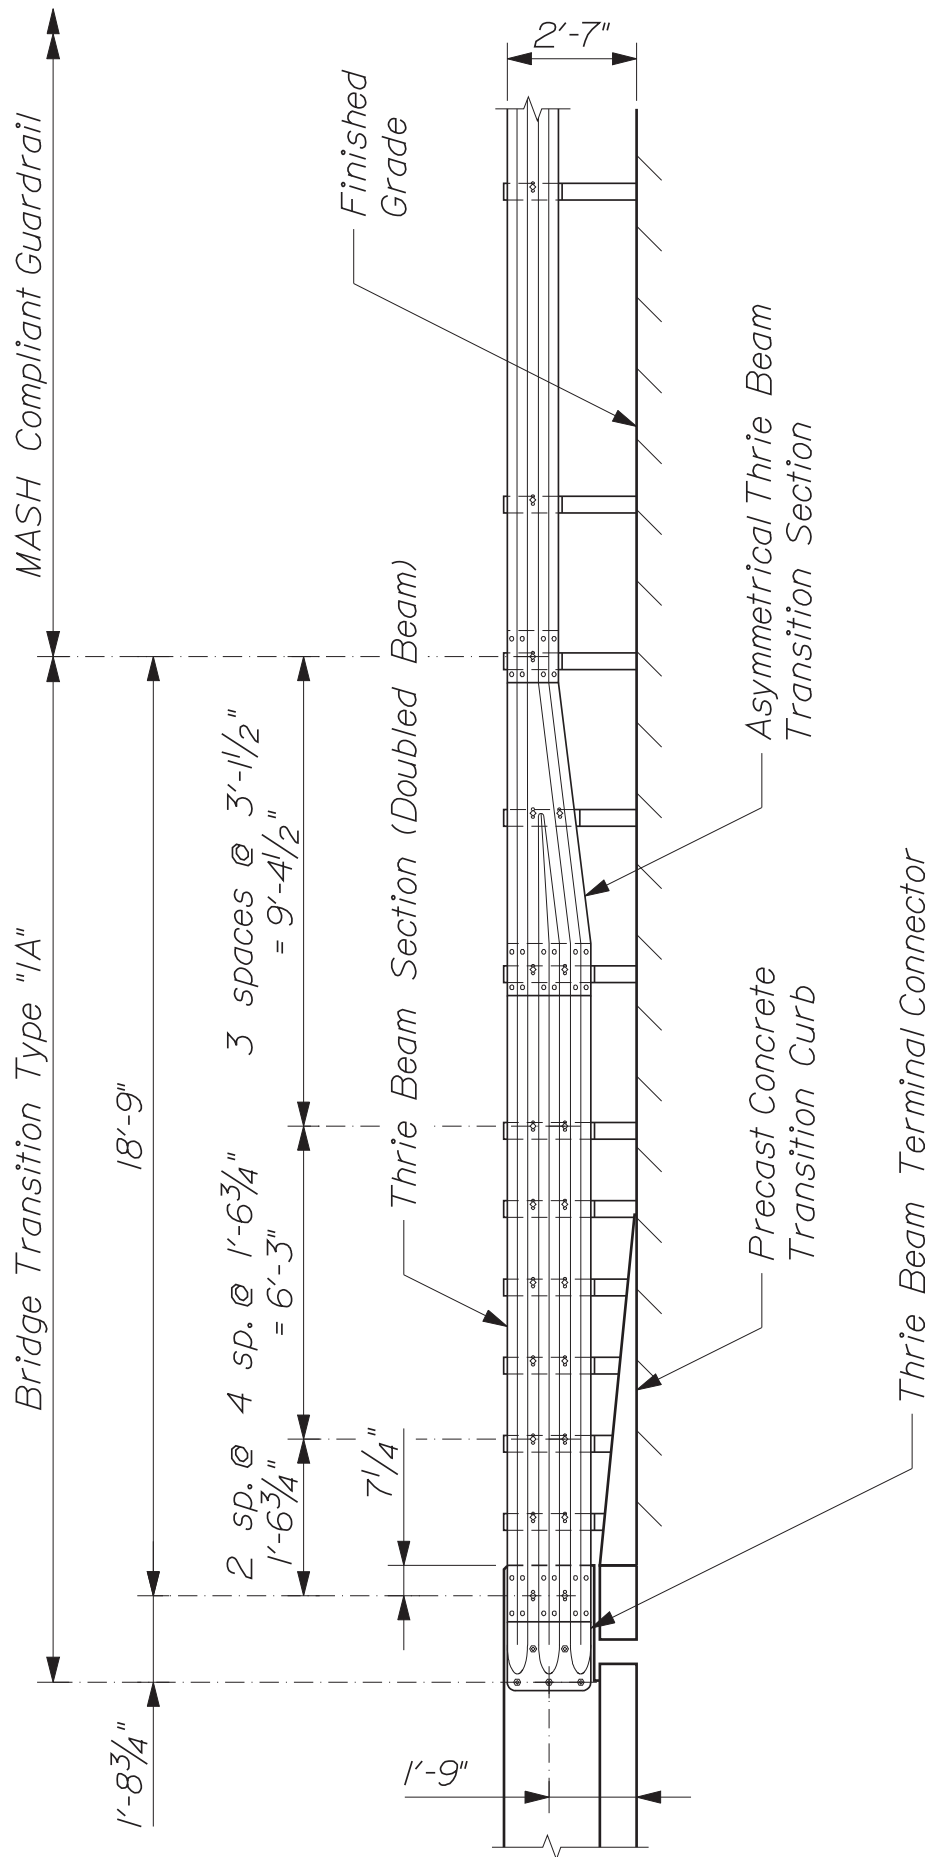 MASH Compliant Guardrail
Bridge Transition Type "1A"
18'-9"
1'-8¾"
3 spaces @ 3'-1½"
= 9'-4½"
4 sp. @ 1'-6¾"
= 6'-3"
2 sp. @
1'-6¾"
7¼"
Finished
Grade
2'-7"
Thrie Beam Section (Doubled Beam)
1'-9"
Asymmetrical Thrie Beam
Transition Section
Precast Concrete
Transition Curb
Thrie Beam Terminal Connector